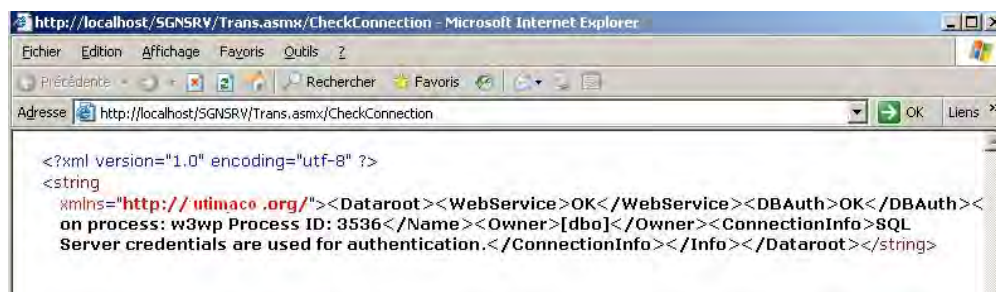 http://localhost/SGNSRV/Trans.asmx/CheckConnection - Microsoft Internet Explorer
Eichier Edition Affichage Favoris Outils ?
Précédente Rechercher Favoris
Adresse http://localhost/SGNSRV/Trans.asmx/CheckConnection OK Liens »
<?xml version="1.0" encoding="utf-8" ?>
<string
xmlns="http:// utimaco .org/"><Dataroot><WebService>OK</WebService><DBAuth>OK</DBAuth><
on process: w3wp Process ID: 3536</Name><Owner>[dbo]</Owner><ConnectionInfo>SQL
Server credentials are used for authentication.</ConnectionInfo></Info></Dataroot></string>